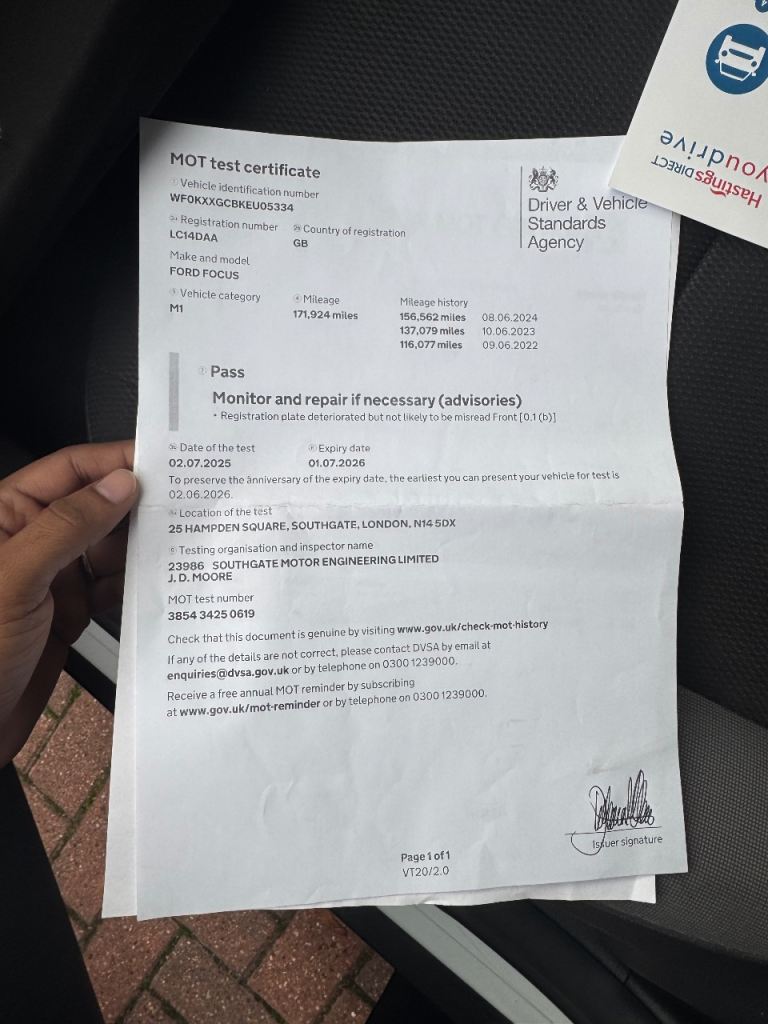 MOT test certificate
Vehicle identification number
WF0KXXGCBKEU05334
Registration number
Country of registration
LC14DAA
GB
Make and model
FORD FOCUS
Vehicle category
Mileage
Mileage history
M1
171,924 miles
156,562 miles 08.06.2024
137,079 miles 10.06.2023
116,077 miles 09.06.2022
Driver & Vehicle
Standards
Agency
Pass
Monitor and repair if necessary (advisories)
• Registration plate deteriorated but not likely to be misread Front [0.1 (b)]
Date of the test
Expiry date
02.07.2025
01.07.2026
To preserve the anniversary of the expiry date, the earliest you can present your vehicle for test is
02.06.2026.
Location of the test
25 HAMPDEN SQUARE, SOUTHGATE, LONDON, N14 5DX
Testing organisation and inspector name
23986 SOUTHGATE MOTOR ENGINEERING LIMITED
J. D. MOORE
MOT test number
3854 3425 0619
Check that this document is genuine by visiting www.gov.uk/check-mot-history
If any of the details are not correct, please contact DVSA by email at
enquiries@dvsa.gov.uk or by telephone on 0300 1239000.
Receive a free annual MOT reminder by subscribing
at www.gov.uk/mot-reminder or by telephone on 0300 1239000.
Issuer signature
Page 1 of 1
VT20/2.0
Hastings DIRECT
youdrive